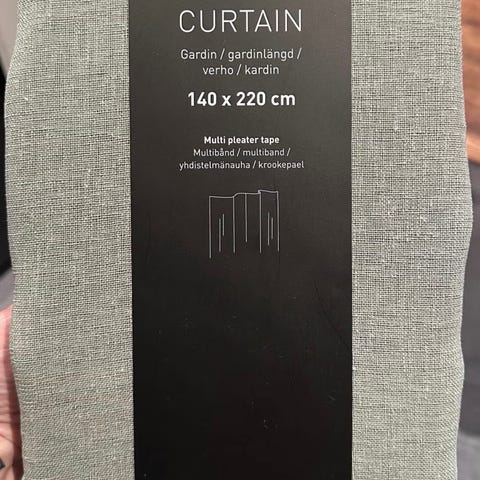 CURTAIN
Gardin / gardinlängd /
verho / kardin
140 x 220 cm
Multi pleater tape
Multibånd / multiband /
yhdistelmänauha / krookepael